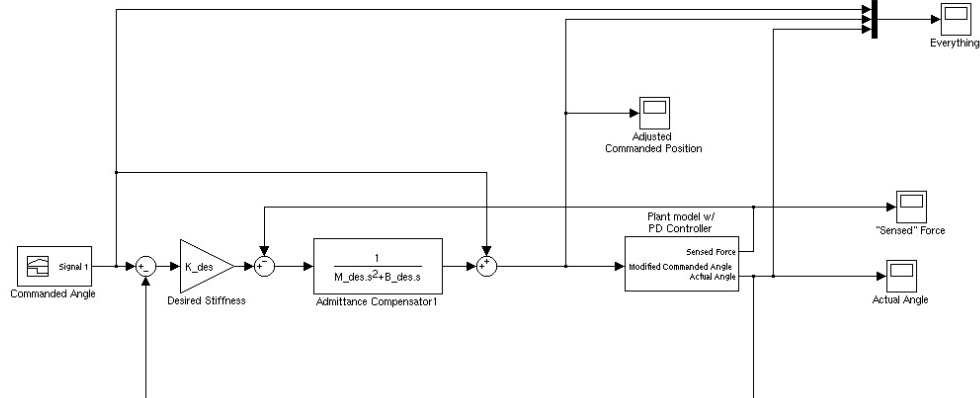 Everything
Adjusted
Commanded Position
Plant model w/
PD Controller
"Sensed" Force
Signal 1
Commanded Angle
+
-
K_des
Desired Stiffness
+
-
1
M_des.s²+B_des.s
Admittance Compensator1
+
+
Sensed Force
Modified Commanded Angle
Actual Angle
Actual Angle